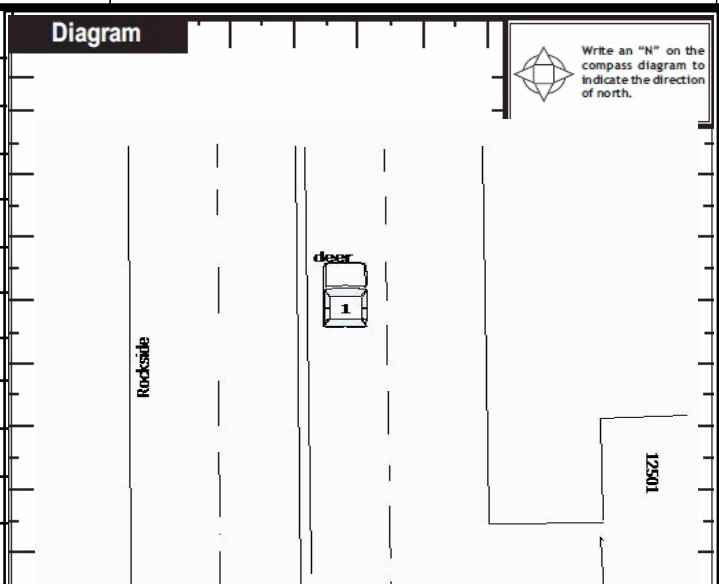 Diagram
Write an “N” on the
compass diagram to
indicate the direction
of north.
deer
1
Rockside
12501